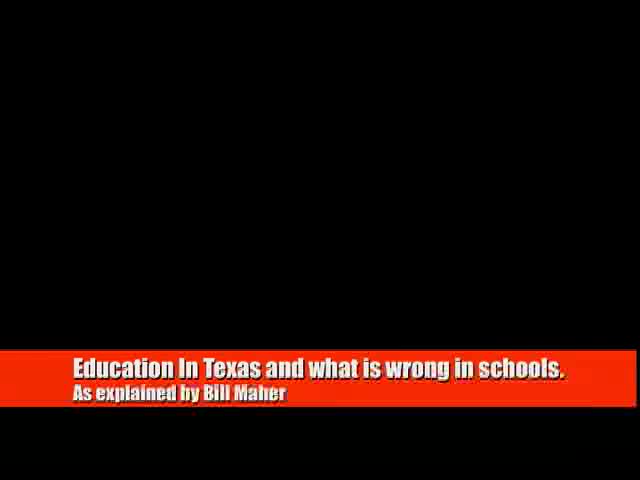 Education In Texas and what is wrong in schools.
As explained by Bill Maher